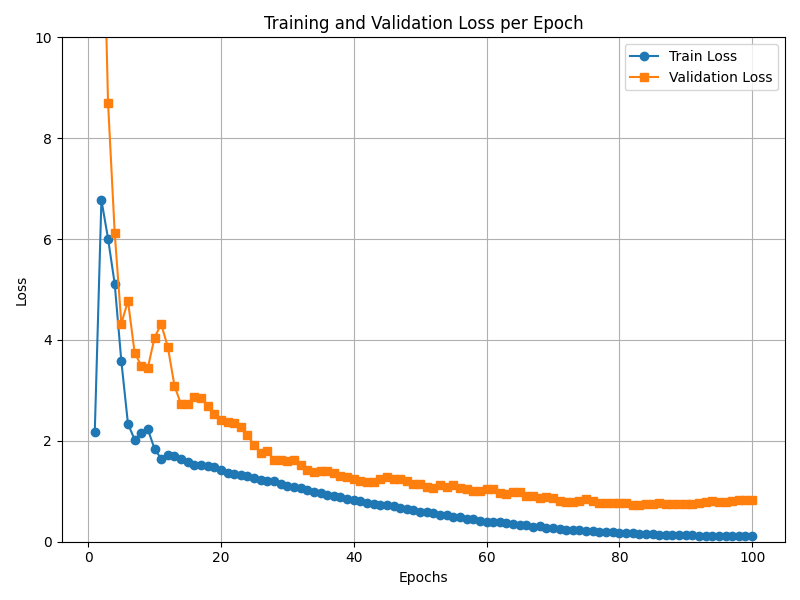 Training and Validation Loss per Epoch
Train Loss
Validation Loss
10
8
6
4
2
0
Loss
0 20 40 60 80 100
Epochs